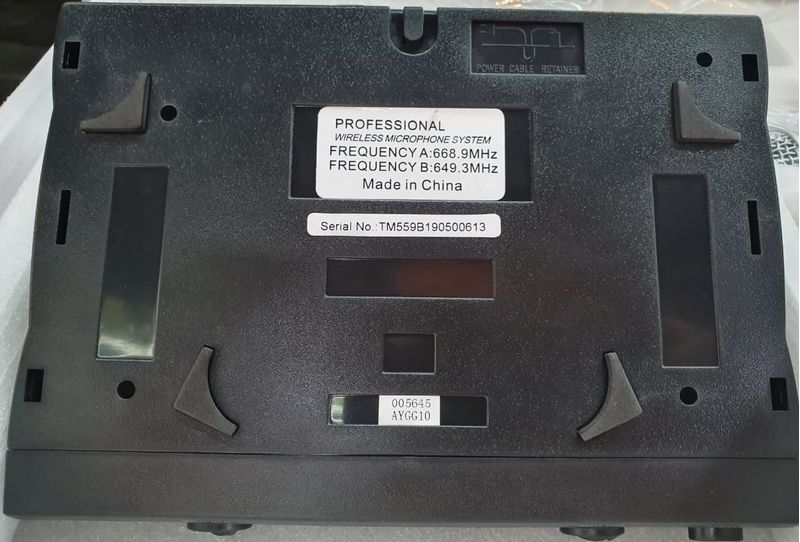 POWER CABLE RETAINER
PROFESSIONAL
WIRELESS MICROPHONE SYSTEM
FREQUENCY A:668.9MHz
FREQUENCY B:649.3MHz
Made in China
Serial No.:TM559B190500613
005645
AYGG10